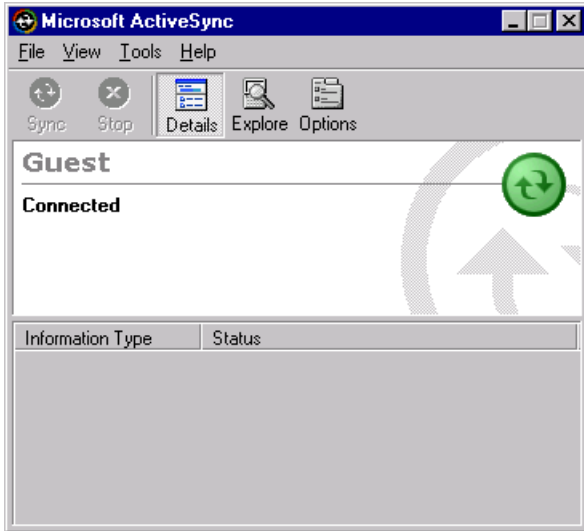 Microsoft ActiveSync
File View Tools Help
Sync Stop Details Explore Options
Guest
Connected
Information Type Status